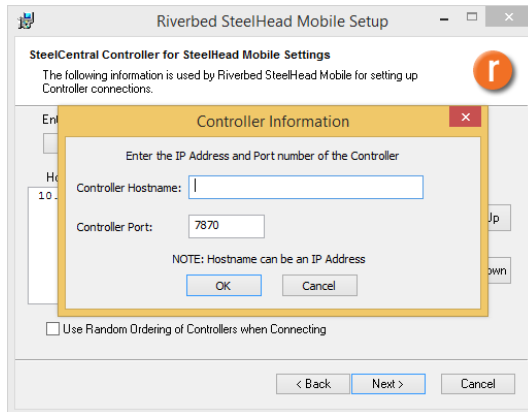 Riverbed SteelHead Mobile Setup
SteelCentral Controller for SteelHead Mobile Settings
The following information is used by Riverbed SteelHead Mobile for setting up
Controller connections.
r
Controller Information
Enter the IP Address and Port number of the Controller
Controller Hostname:
Controller Port: 7870
NOTE: Hostname can be an IP Address
OK Cancel
10.
Up
Use Random Ordering of Controllers when Connecting
< Back Next > Cancel